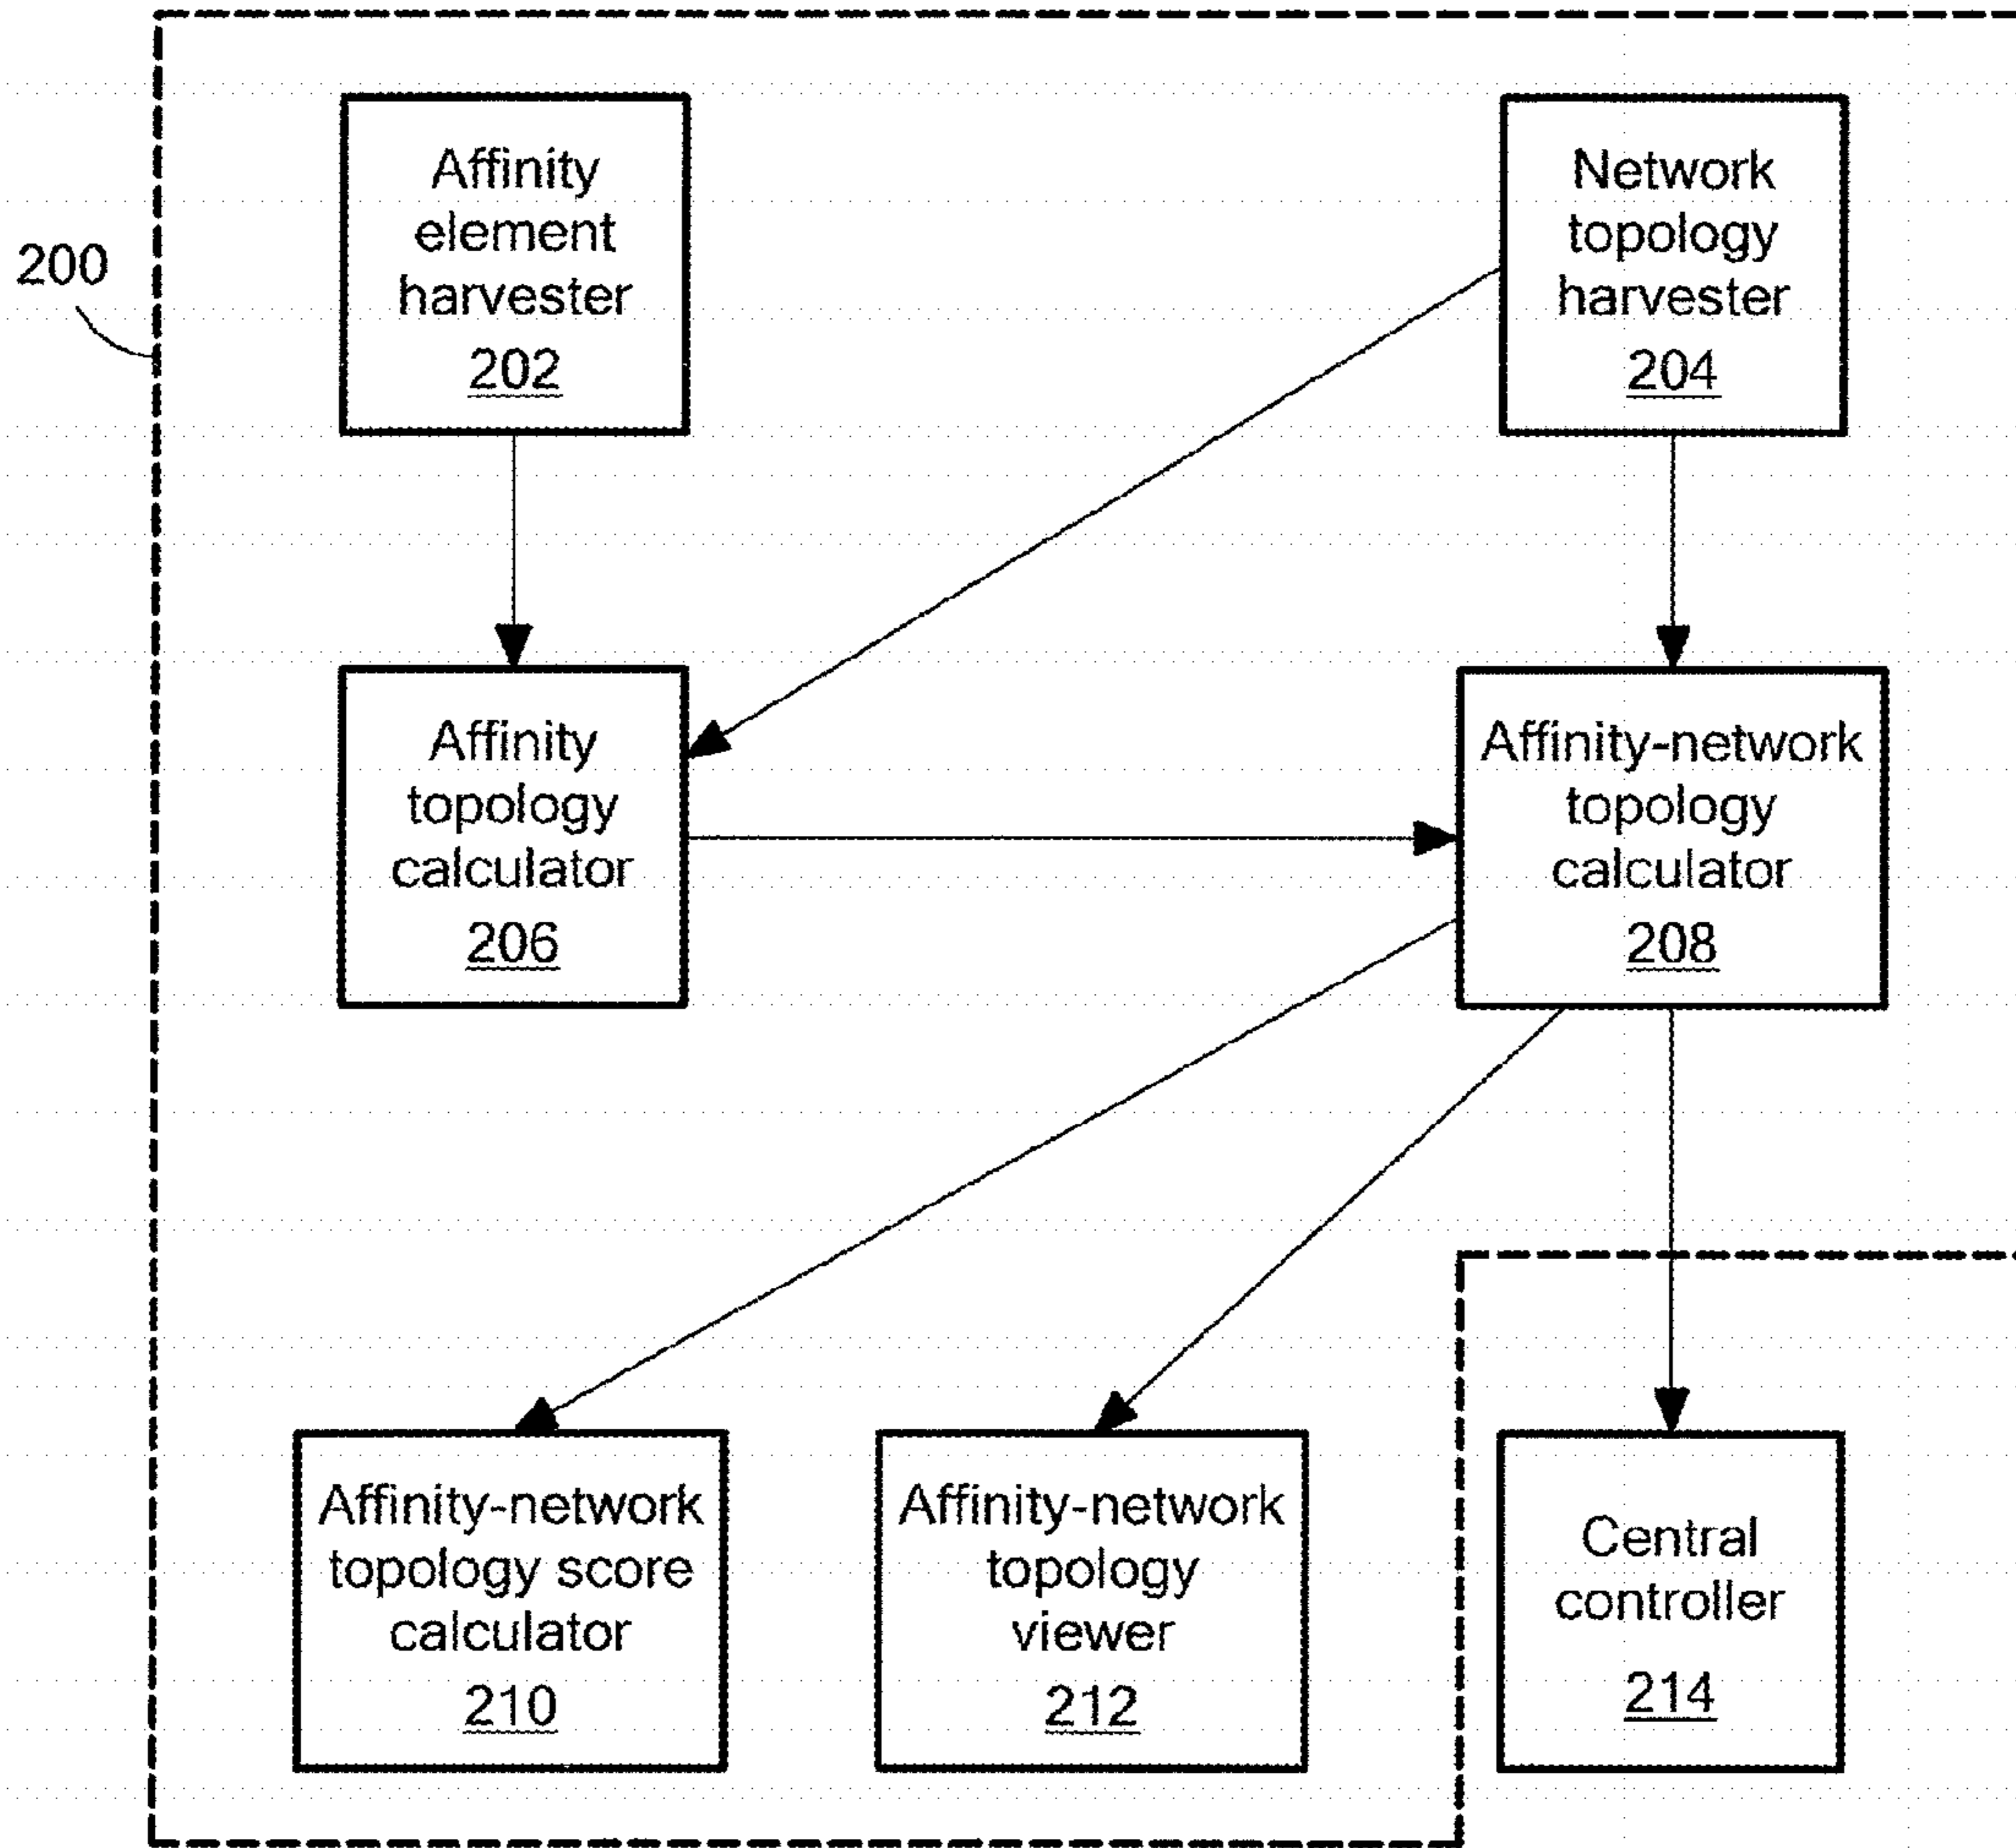 200
Affinity
element
harvester
202
Network
topology
harvester
204
Affinity
topology
calculator
206
Affinity-network
topology
calculator
208
Affinity-network
topology score
calculator
210
Affinity-network
topology
viewer
212
Central
controller
214